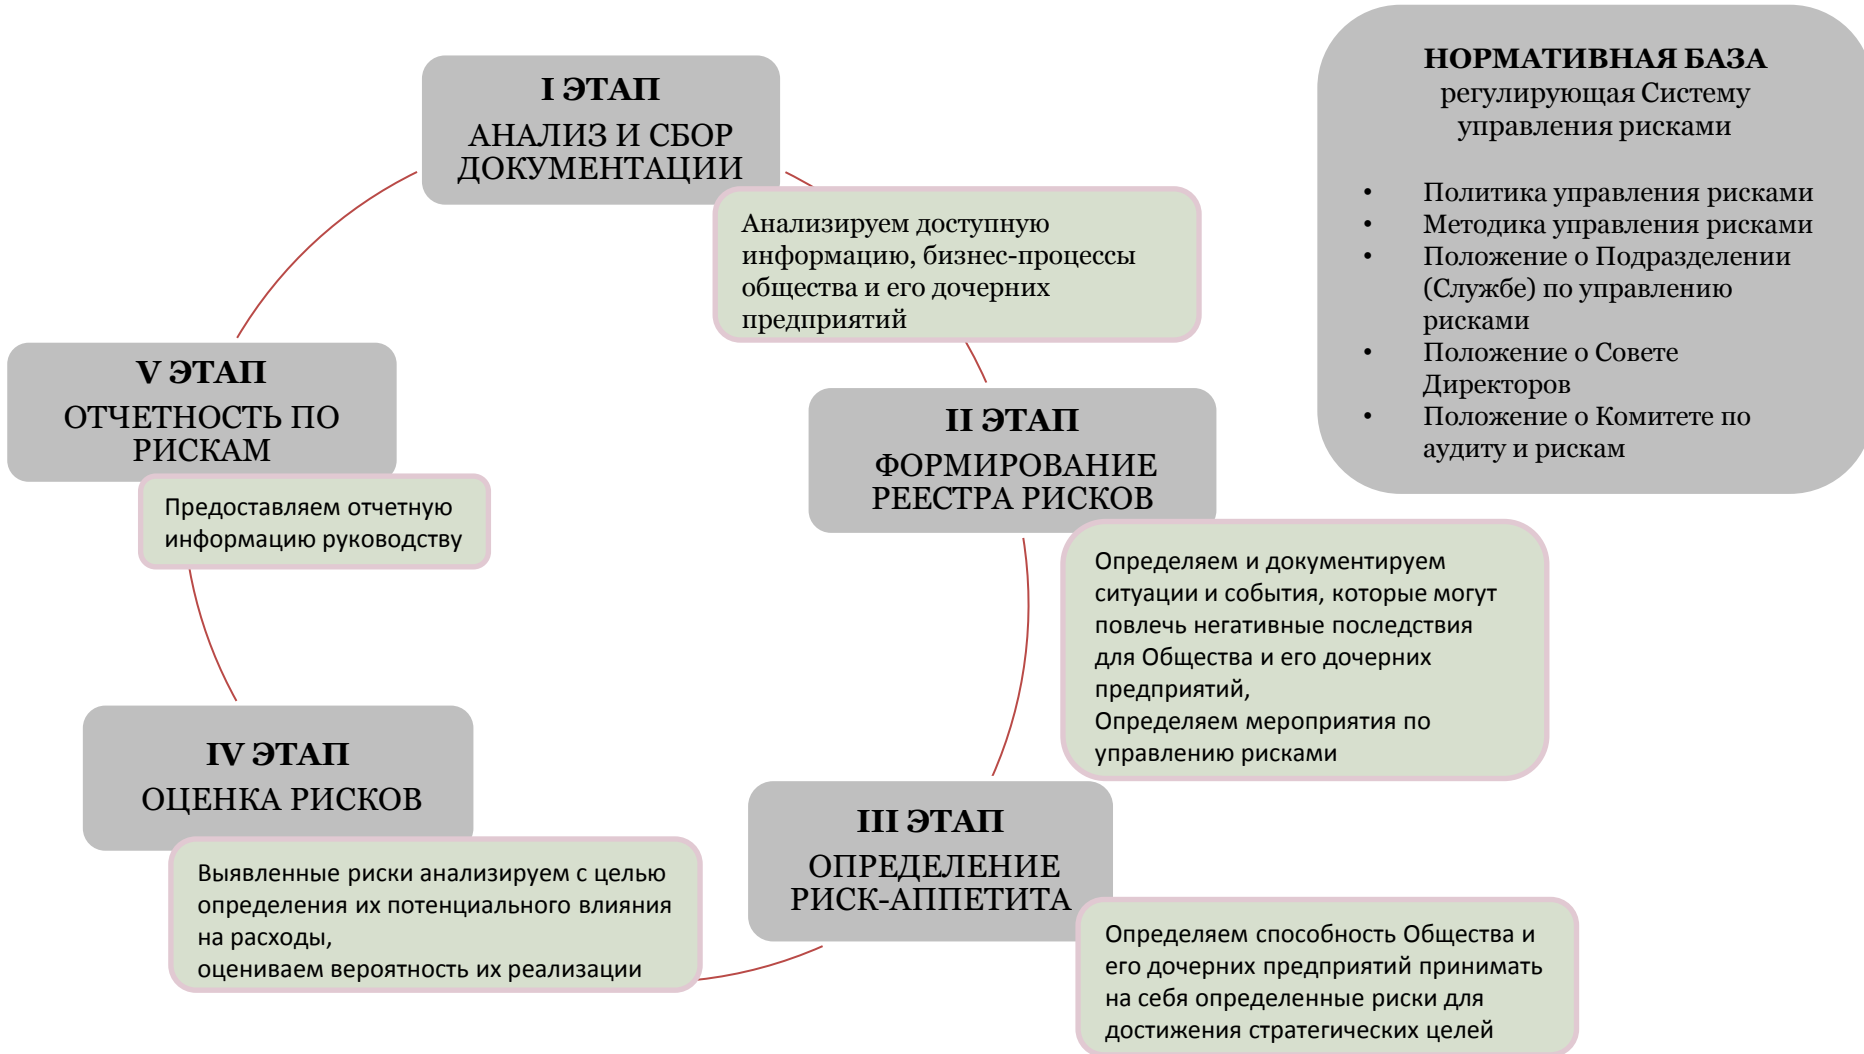 I ЭТАП
АНАЛИЗ И СБОР
ДОКУМЕНТАЦИИ
Анализируем доступную
информацию, бизнес-процессы
общества и его дочерних
предприятий
II ЭТАП
ФОРМИРОВАНИЕ
РЕЕСТРА РИСКОВ
Определяем и документируем
ситуации и события, которые могут
повлечь негативные последствия
для Общества и его дочерних
предприятий,
Определяем мероприятия по
управлению рисками
III ЭТАП
ОПРЕДЕЛЕНИЕ
РИСК-АППЕТИТА
Определяем способность Общества и
его дочерних предприятий принимать
на себя определенные риски для
достижения стратегических целей
IV ЭТАП
ОЦЕНКА РИСКОВ
Выявленные риски анализируем с целью
определения их потенциального влияния
на расходы,
оцениваем вероятность их реализации
V ЭТАП
ОТЧЕТНОСТЬ ПО
РИСКАМ
Предоставляем отчетную
информацию руководству
НОРМАТИВНАЯ БАЗА
регулирующая Систему
управления рисками
• Политика управления рисками
• Методика управления рисками
• Положение о Подразделении
(Службе) по управлению
рисками
• Положение о Совете
Директоров
• Положение о Комитете по
аудиту и рискам